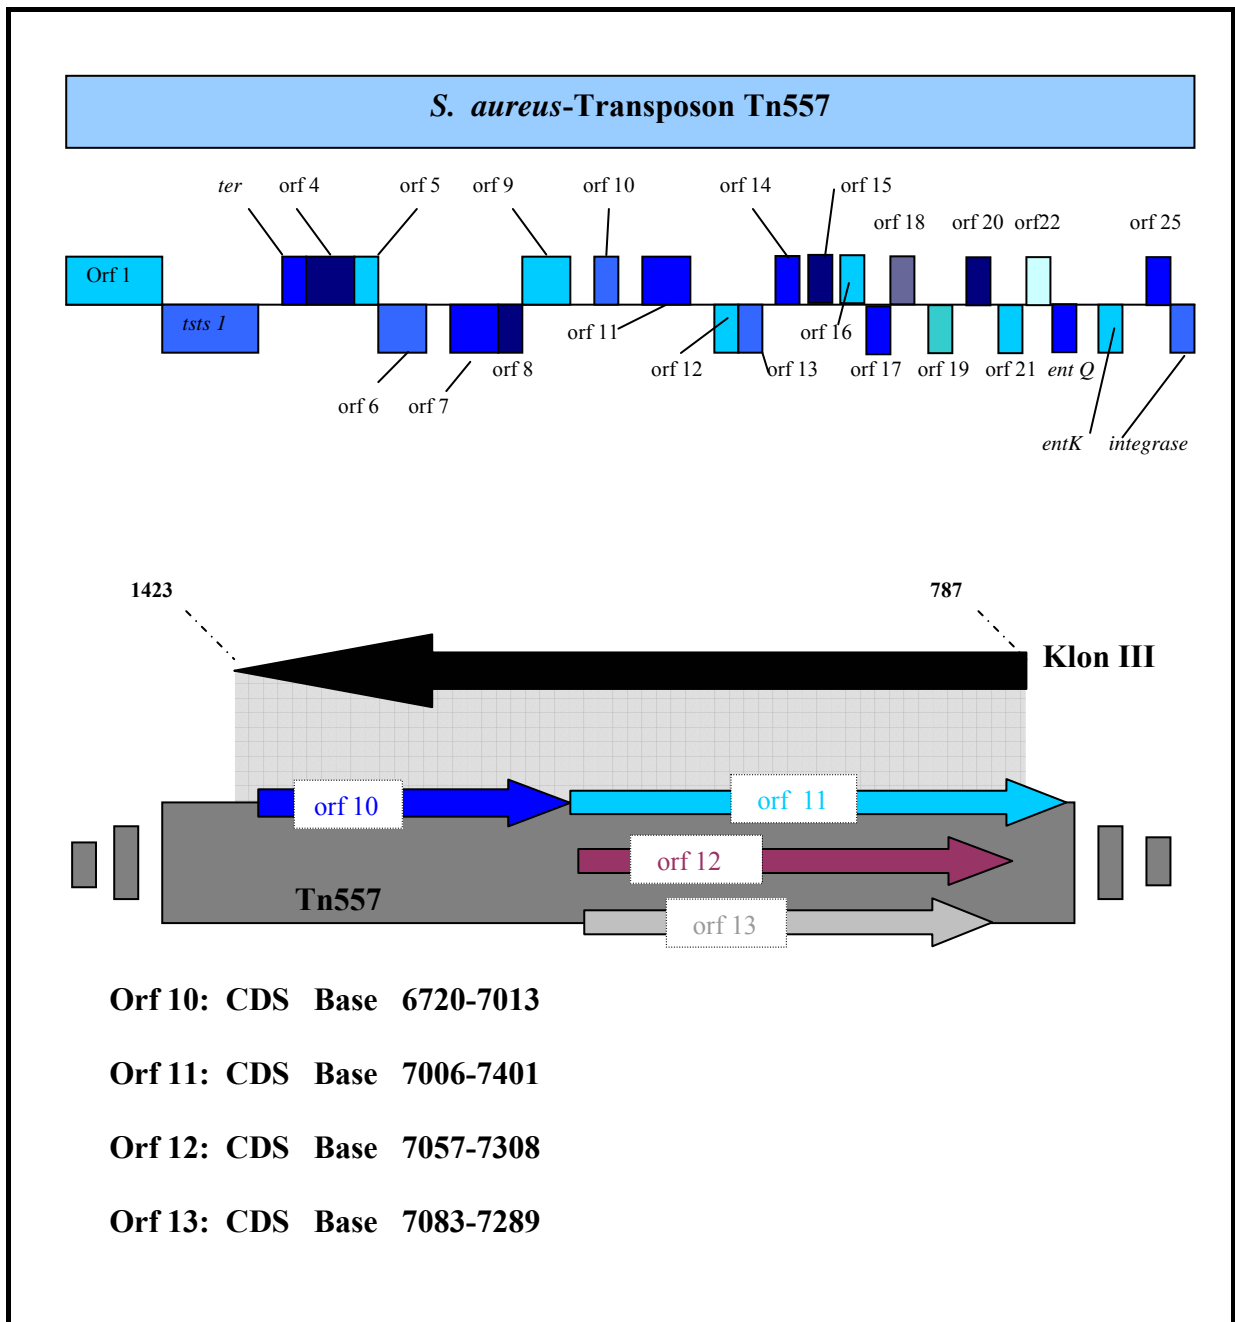 S. aureus-Transposon Tn557
ter orf 4 orf 5 orf 9 orf 10 orf 14 orf 15
orf 18 orf 20 orf22 orf 25
Orf 1
tsts 1
orf 11 orf 16
orf 8 orf 12 orf 13 orf 17 orf 19 orf 21 ent Q
orf 6 orf 7
entK integrase
1423 787
Klon III
orf 10 orf 11
orf 12
Tn557
orf 13
Orf 10: CDS Base 6720-7013
Orf 11: CDS Base 7006-7401
Orf 12: CDS Base 7057-7308
Orf 13: CDS Base 7083-7289